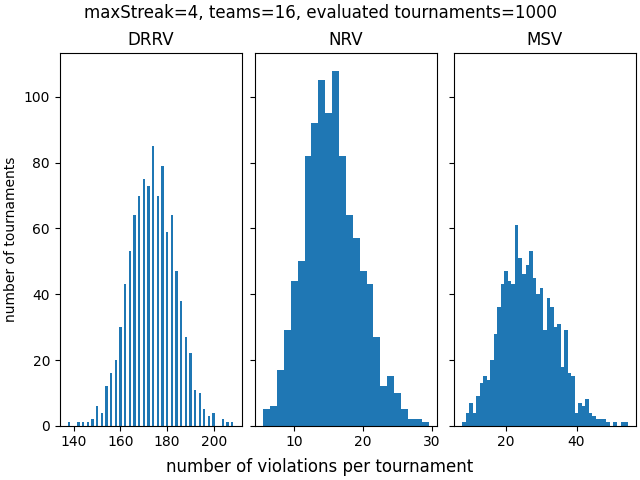 maxStreak=4, teams=16, evaluated tournaments=1000
DRRV NRV MSV
100
80
60
40
20
0
number of tournaments
140 160 180 200 10 20 30 20 40
number of violations per tournament